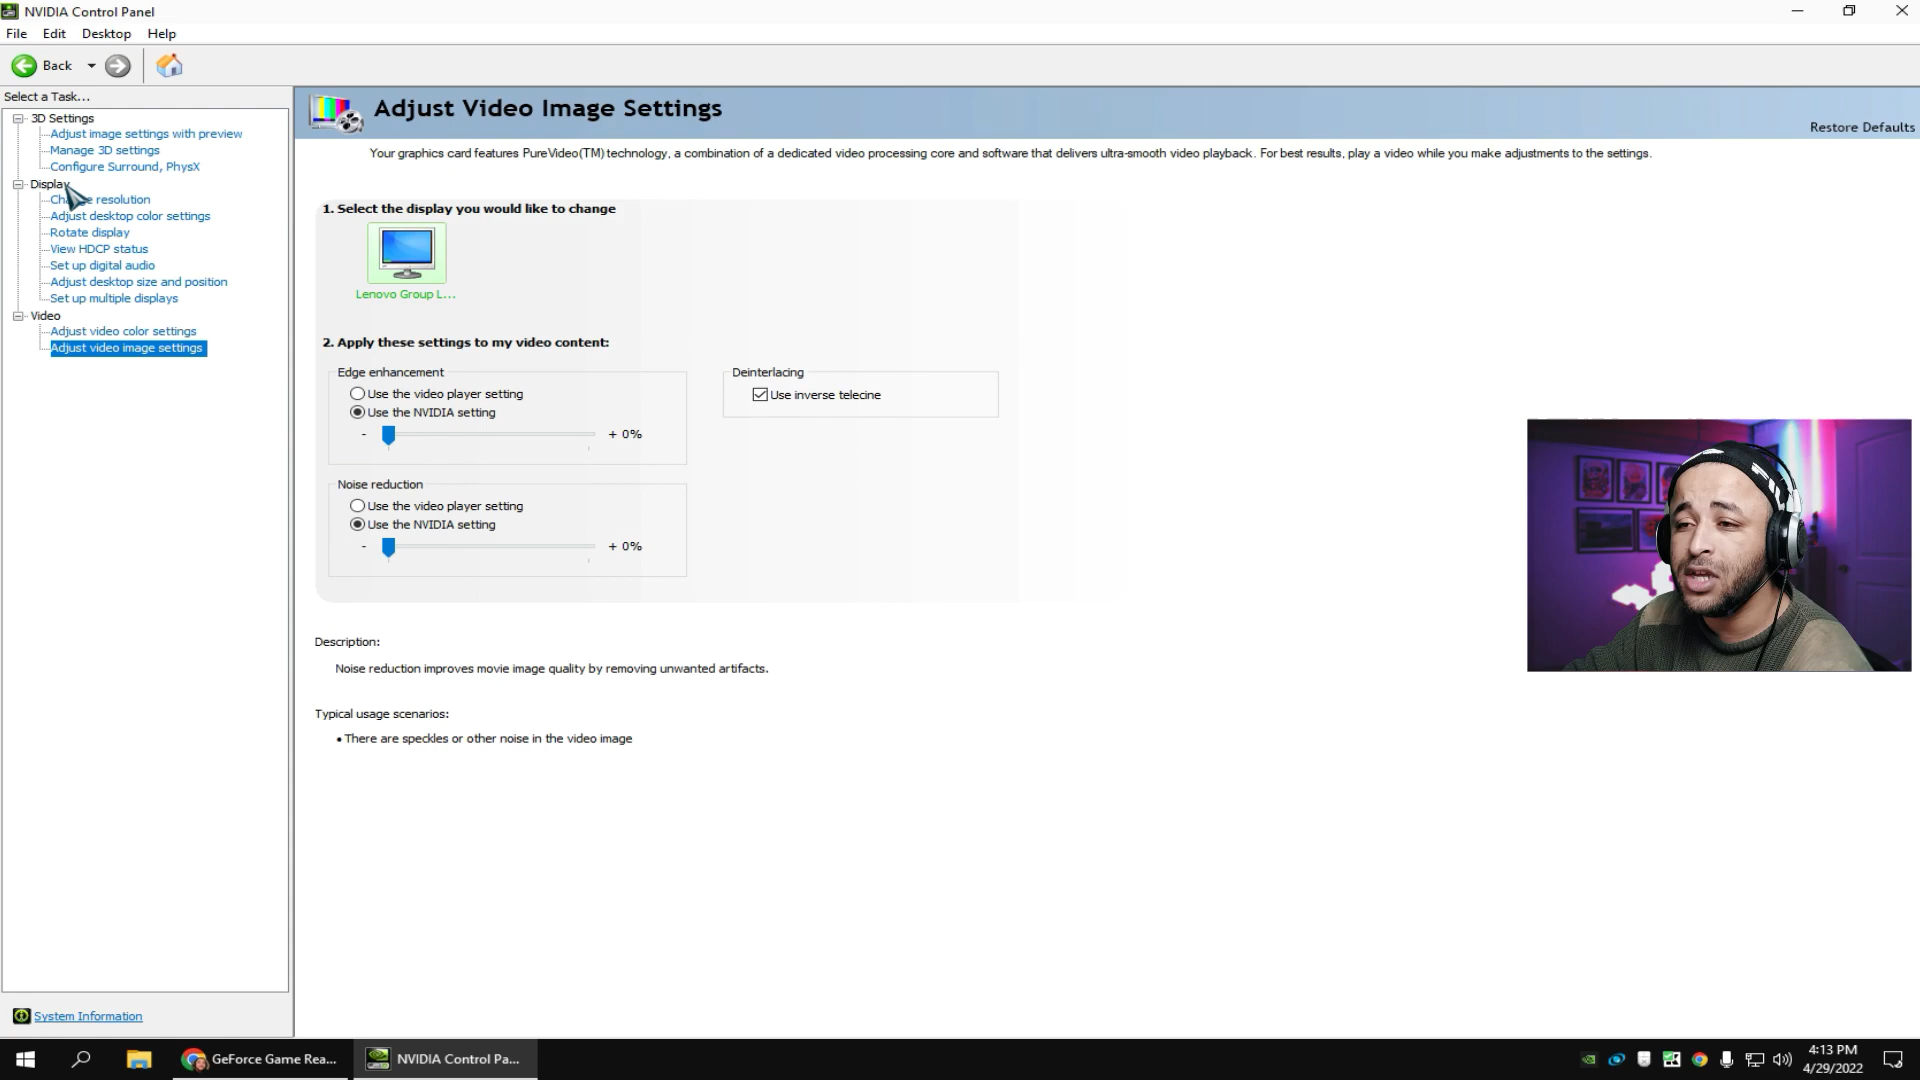 NVIDIA Control Panel
File Edit Desktop Help
Back
Select a Task...
3D Settings
Adjust image settings with preview
Manage 3D settings
Configure Surround, PhysX
Display
resolution
Adjust desktop color settings
Rotate display
View HDCP status
Set up digital audio
Adjust desktop size and position
Set up multiple displays
Video
Adjust video color settings
Adjust video image settings
System Information
Adjust Video Image Settings
Restore Defaults
Your graphics card features PureVideo(TM) technology, a combination of a dedicated video processing core and software that delivers ultra-smooth video playback. For best results, play a video while you make adjustments to the settings.
1. Select the display you would like to change
Lenovo Group L...
2. Apply these settings to my video content:
Edge enhancement
Use the video player setting
Use the NVIDIA setting
- + 0%
Noise reduction
Use the video player setting
Use the NVIDIA setting
- + 0%
Deinterlacing
Use inverse telecine
Description:
Noise reduction improves movie image quality by removing unwanted artifacts.
Typical usage scenarios:
• There are speckles or other noise in the video image
GeForce Game Rea...
NVIDIA Control Pa...
4:13 PM
4/29/2022